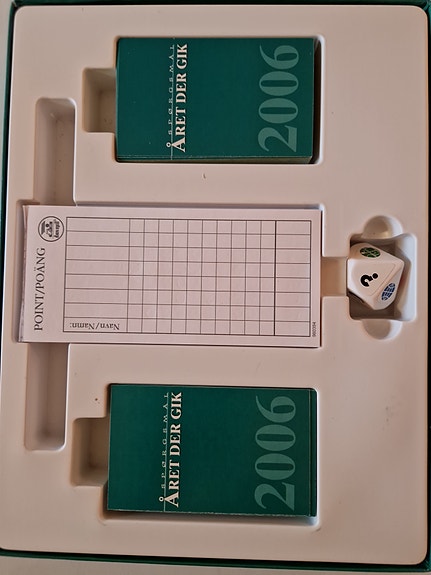 SPØRGSMÅL
ÅRET DER GIK
2006
POINT/POÄNG
Navn/Namn:
SPØRGSMÅL
ÅRET DER GIK
2006
?